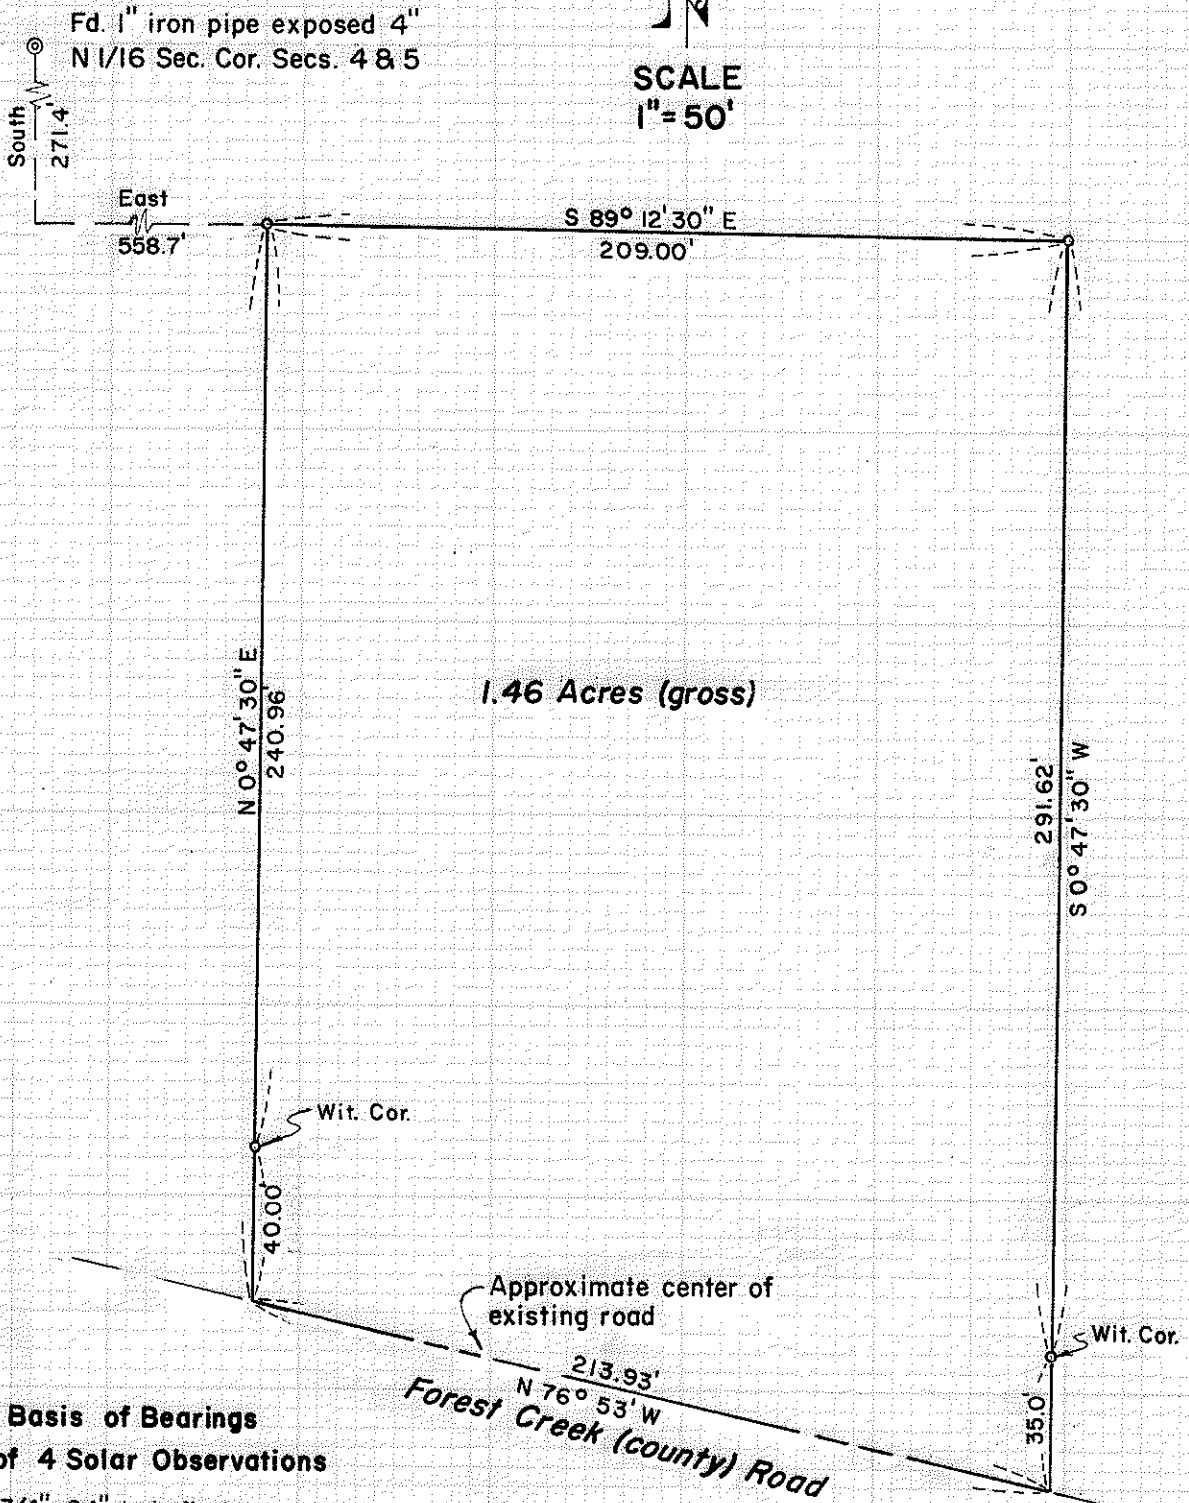 Fd. 1" iron pipe exposed 4"
N 1/16 Sec. Cor. Secs. 4 & 5
SCALE
1"= 50'
South
271.4'
East
558.7'
S 89° 12' 30" E
209.00'
N 0° 47' 30" E
240.96'
1.46 Acres (gross)
291.62'
S 0° 47' 30" W
Wit. Cor.
40.00'
Approximate center of
existing road
Wit. Cor.
213.93'
N 76° 53' W
Forest Creek (county) Road
35.0'
Basis of Bearings
of 4 Solar Observations